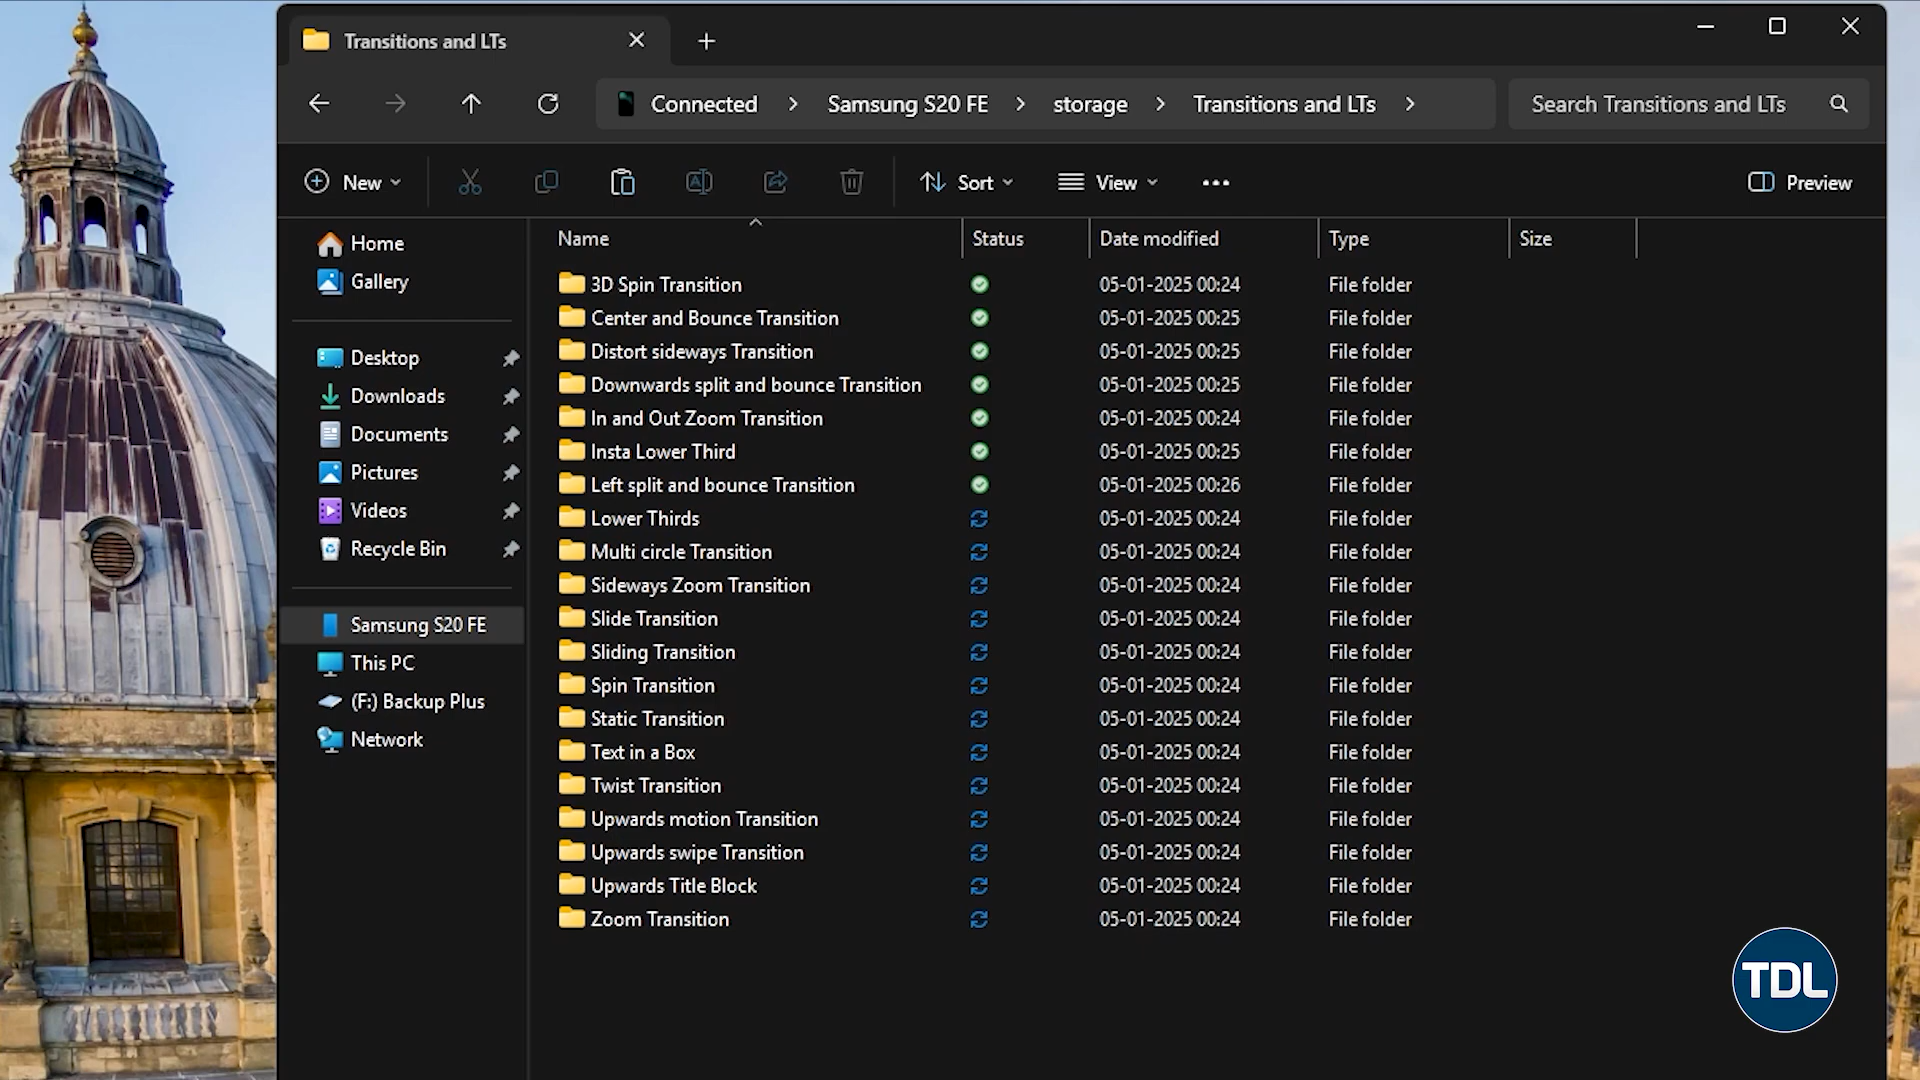 Transitions and LTs
Connected > Samsung S20 FE > storage > Transitions and LTs >
Search Transitions and LTs
New
Sort
View
Preview
Home
Gallery
Desktop
Downloads
Documents
Pictures
Videos
Recycle Bin
Samsung S20 FE
This PC
(F:) Backup Plus
Network
Name Status Date modified Type Size
3D Spin Transition 05-01-2025 00:24 File folder
Center and Bounce Transition 05-01-2025 00:25 File folder
Distort sideways Transition 05-01-2025 00:25 File folder
Downwards split and bounce Transition 05-01-2025 00:25 File folder
In and Out Zoom Transition 05-01-2025 00:24 File folder
Insta Lower Third 05-01-2025 00:25 File folder
Left split and bounce Transition 05-01-2025 00:26 File folder
Lower Thirds 05-01-2025 00:24 File folder
Multi circle Transition 05-01-2025 00:24 File folder
Sideways Zoom Transition 05-01-2025 00:24 File folder
Slide Transition 05-01-2025 00:24 File folder
Sliding Transition 05-01-2025 00:24 File folder
Spin Transition 05-01-2025 00:24 File folder
Static Transition 05-01-2025 00:24 File folder
Text in a Box 05-01-2025 00:24 File folder
Twist Transition 05-01-2025 00:24 File folder
Upwards motion Transition 05-01-2025 00:24 File folder
Upwards swipe Transition 05-01-2025 00:24 File folder
Upwards Title Block 05-01-2025 00:24 File folder
Zoom Transition 05-01-2025 00:24 File folder
TDL